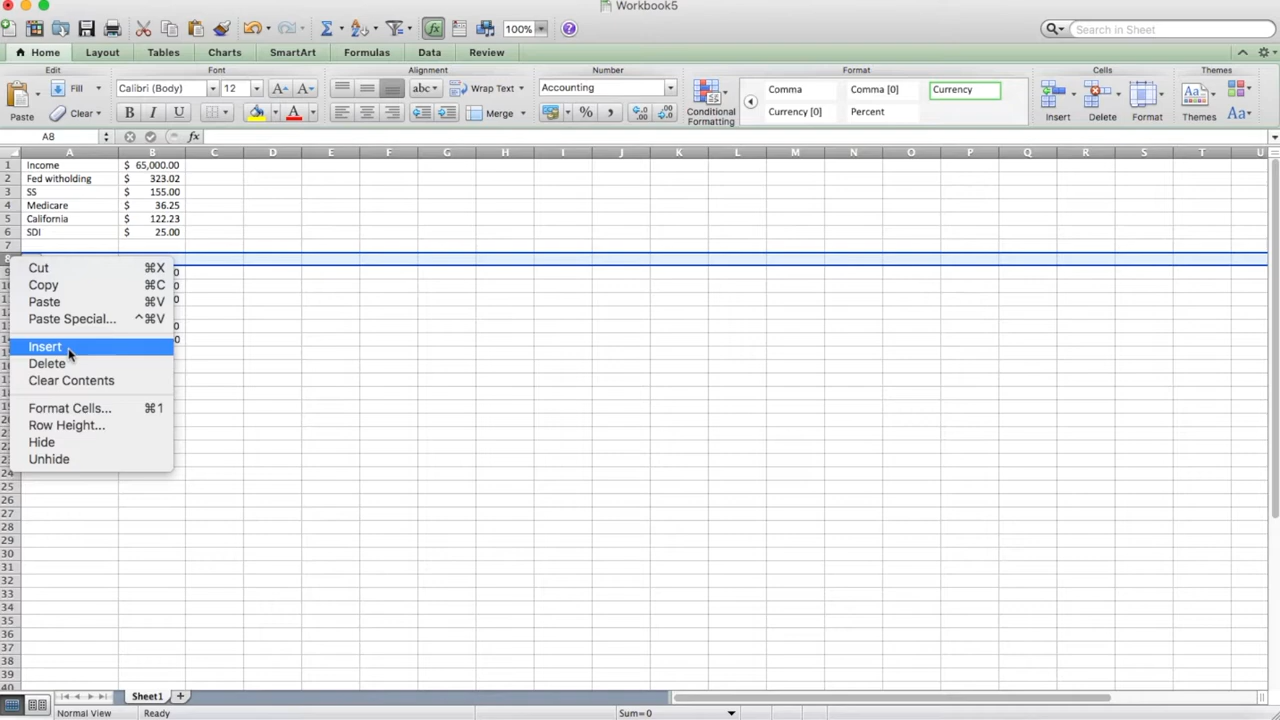 Workbook5
100%
Search in Sheet
Home Layout Tables Charts SmartArt Formulas Data Review
Edit Font Alignment Number Format Cells Themes
Paste Fill Clear
Calibri (Body) 12
B I U A A A
abc Wrap Text
Merge
Accounting
%
Conditional
Formatting
Comma Comma [0] Currency
Currency [0] Percent
Insert Delete Format Themes Aa
A8 fx
A B C D E F G H I J K L M N O P Q R S T U
1 Income $ 65,000.00
2 Fed witholding $ 323.02
3 SS $ 155.00
4 Medicare $ 36.25
5 California $ 122.23
6 SDI $ 25.00
7
8
Cut ⌘X
Copy ⌘C
Paste ⌘V
Paste Special... ^⌘V
Insert
Delete
Clear Contents
Format Cells... ⌘1
Row Height...
Hide
Unhide
24
25
26
27
28
29
30
31
32
33
34
35
36
37
38
39
40
Sheet1
Normal View Ready Sum=0